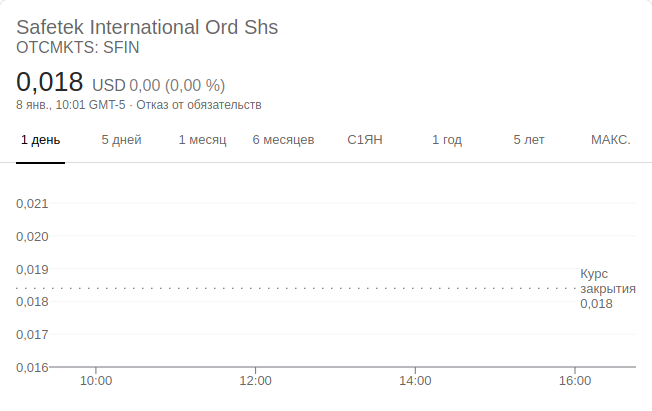 Safetek International Ord Shs
OTCMKTS: SFIN
0,018 USD 0,00 (0,00 %)
8 янв., 10:01 GMT-5 · Отказ от обязательств
1 день 5 дней 1 месяц 6 месяцев С1ЯН 1 год 5 лет МАКС.
0,021
0,020
0,019
Курс
закрытия
0,018
0,018
0,017
0,016
10:00 12:00 14:00 16:00